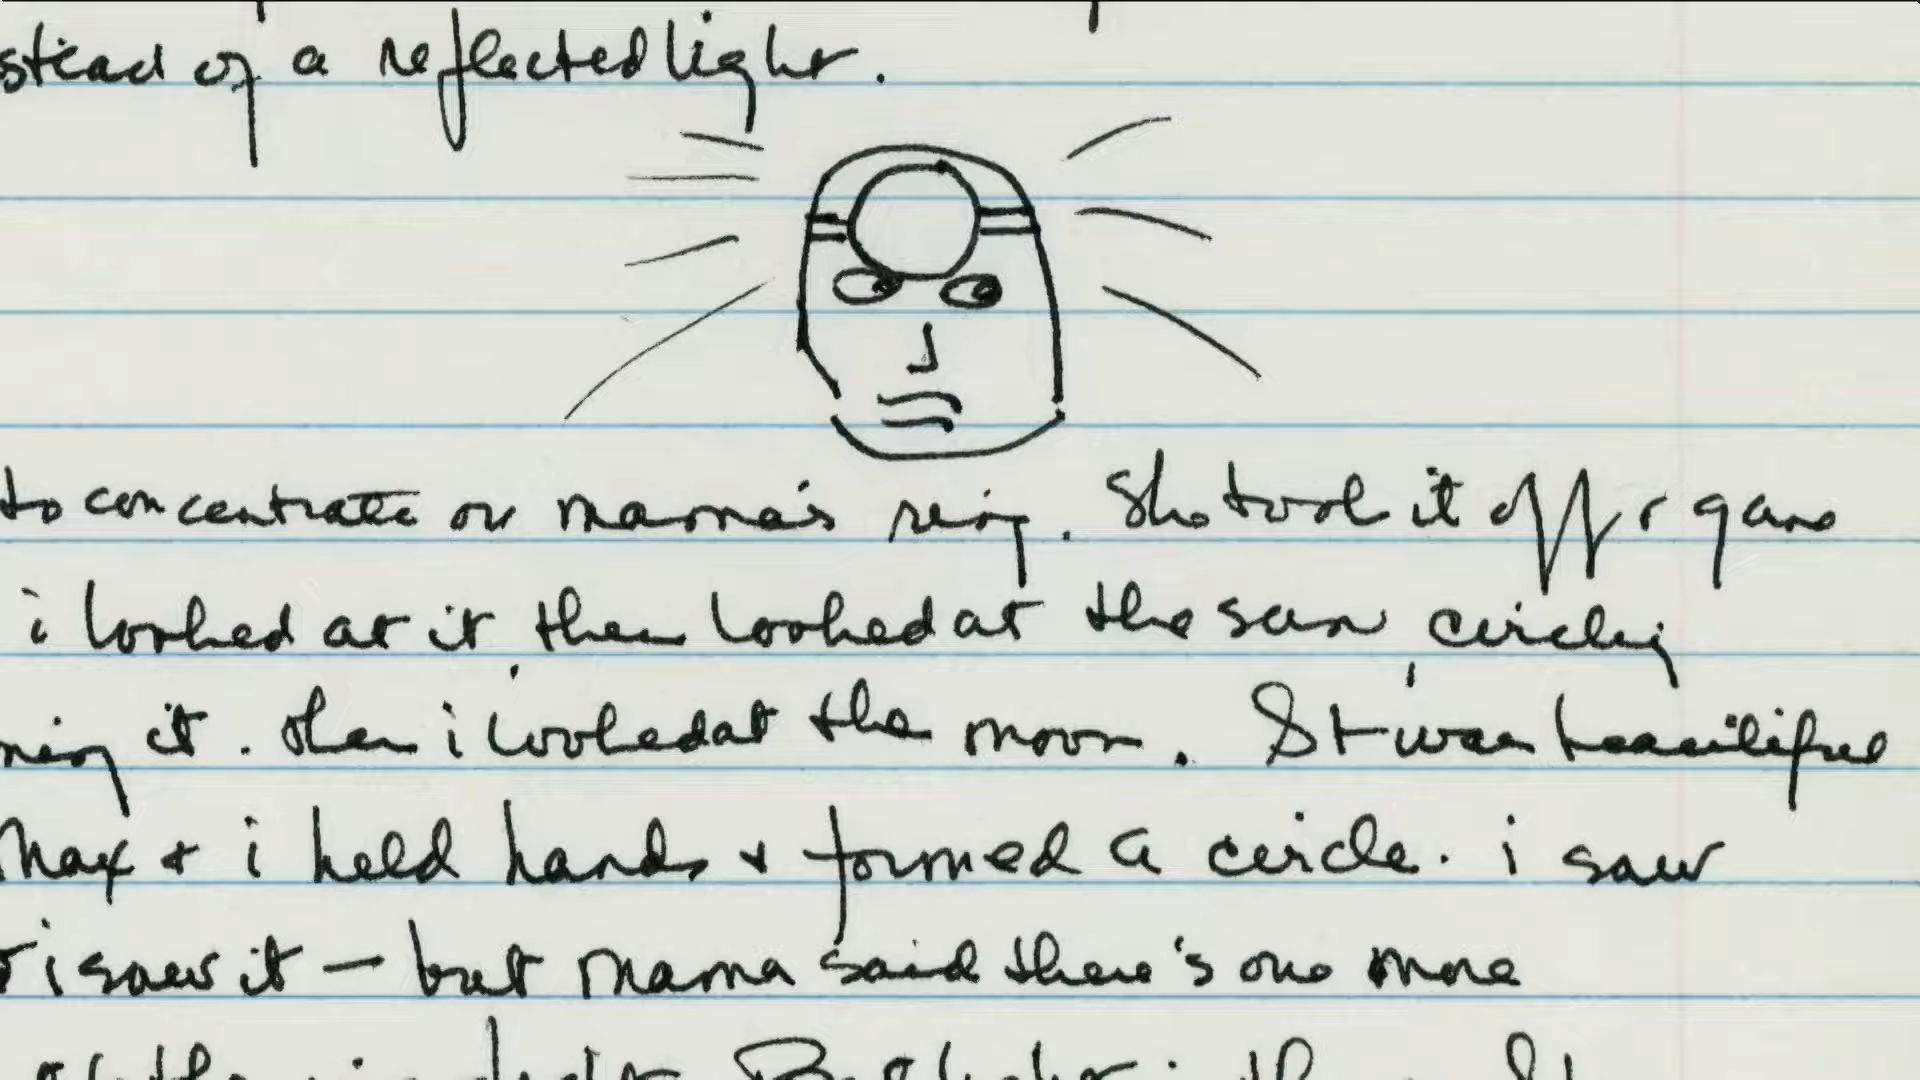 stead of a reflected light.
to concentrate on mama's ring. She took it off & gave
i looked at it then looked at the sun circling
ring it. then i looked at the moon. It was beautiful
Max & i held hands & formed a circle. i saw
i saw it — but mama said there's one more